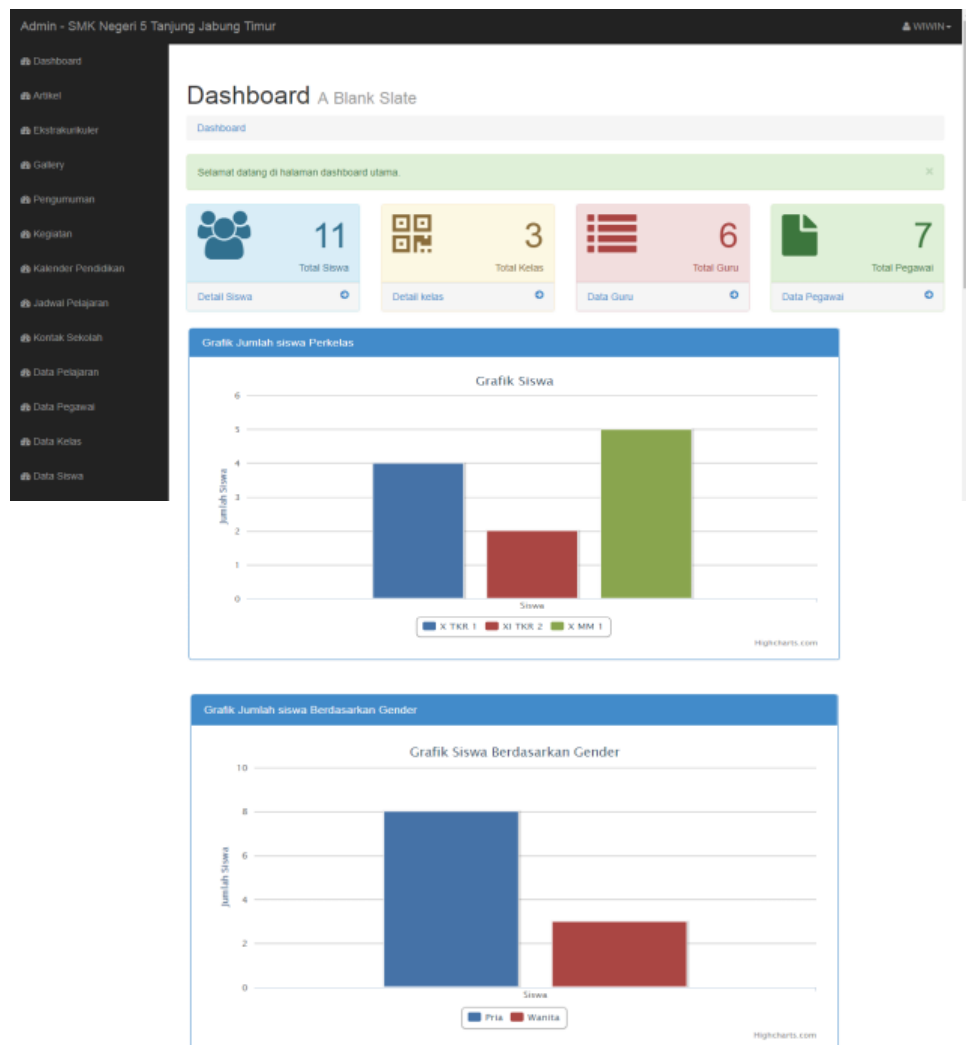 Admin - SMK Negeri 5 Tanjung Jabung Timur
WIWIN
Dashboard
Artikel
Ekstrakurikuler
Gallery
Pengumuman
Kegiatan
Kalender Pendidikan
Jadwal Pelajaran
Kontak Sekolah
Data Pelajaran
Data Pegawai
Data Kelas
Data Siswa
Dashboard A Blank Slate
Dashboard
Selamat datang di halaman dashboard utama.
×
11
Total Siswa
Detail Siswa
3
Total Kelas
Detail kelas
6
Total Guru
Data Guru
7
Total Pegawai
Data Pegawai
Grafik Jumlah siswa Perkelas
Grafik Siswa
Jumlah Siswa
6
5
4
3
2
1
0
Siswa
X TKR 1 XI TKR 2 X MM 1
Highcharts.com
Grafik Jumlah siswa Berdasarkan Gender
Grafik Siswa Berdasarkan Gender
Jumlah Siswa
10
8
6
4
2
0
Siswa
Pria Wanita
Highcharts.com